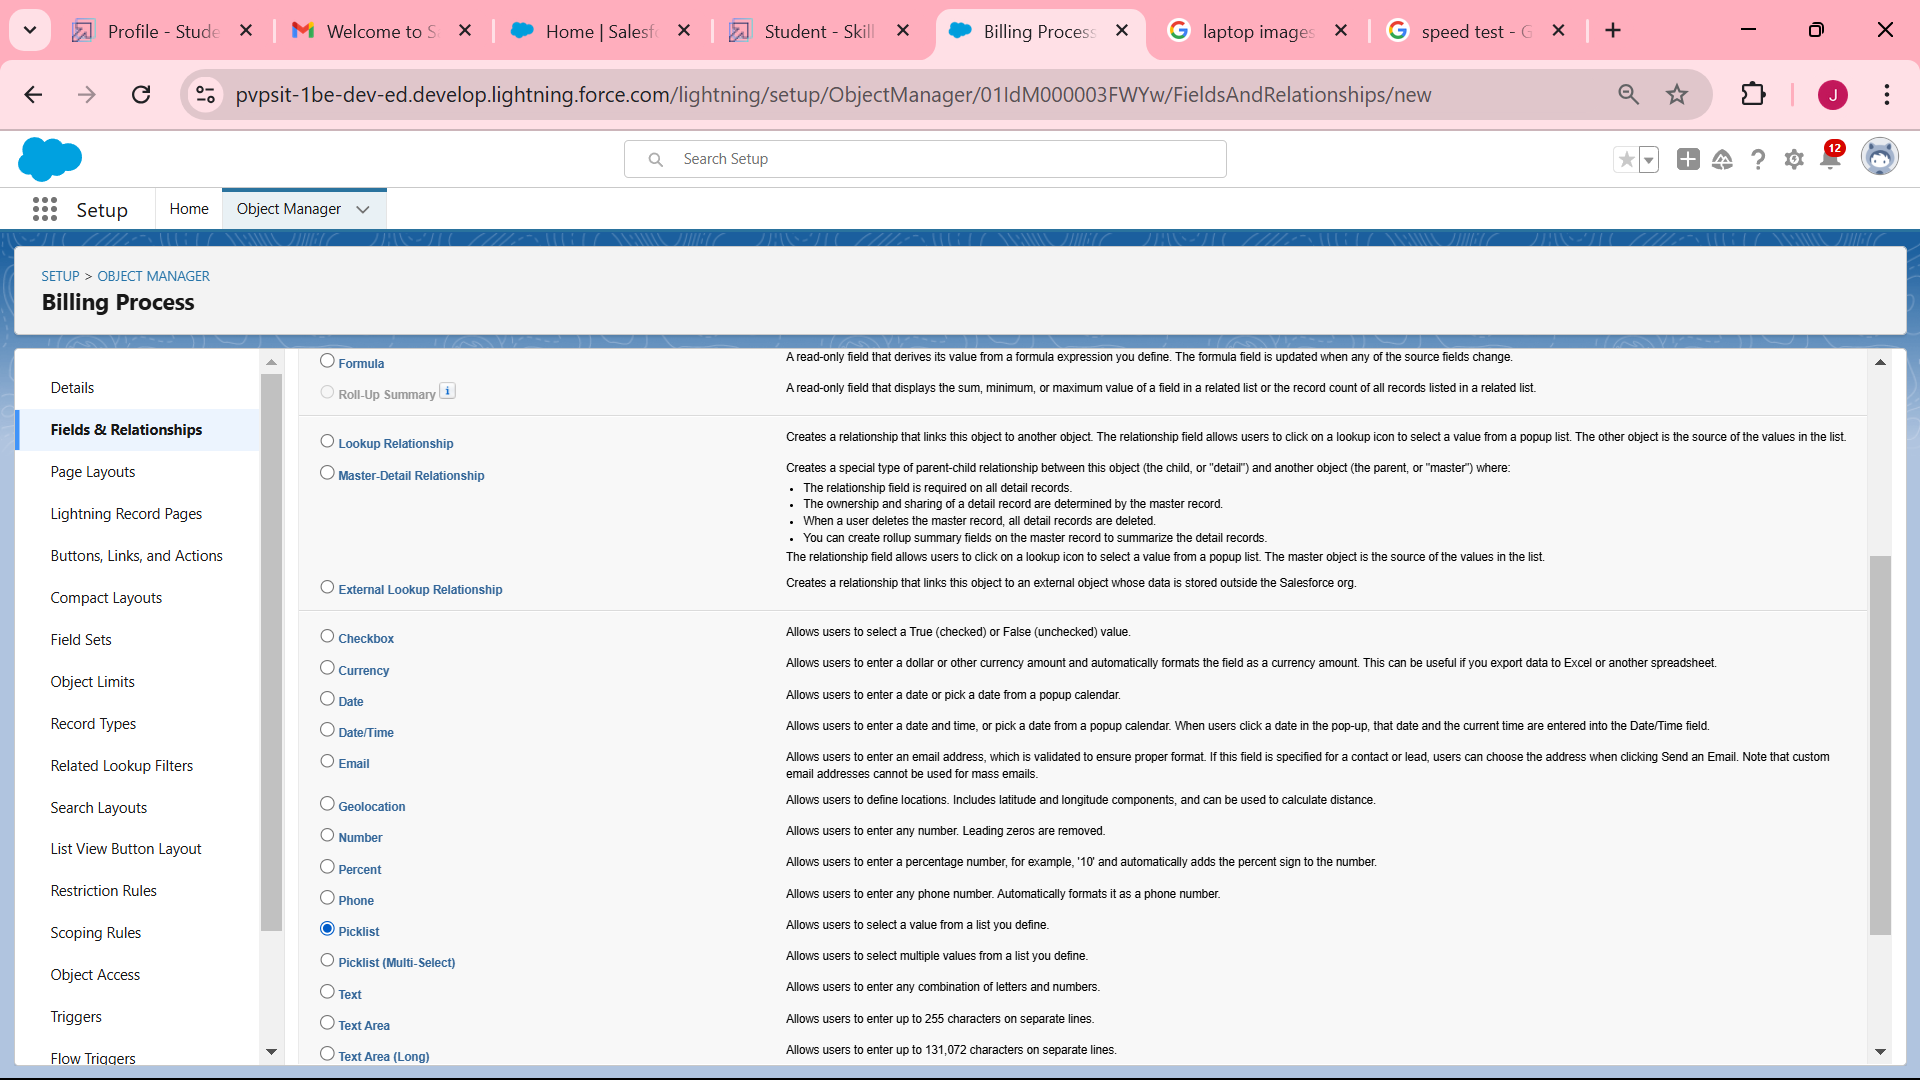 Profile - Stude
Welcome to S
Home | Salesfo
Student - Skill
Billing Process
laptop images
speed test - G
pvpsit-1be-dev-ed.develop.lightning.force.com/lightning/setup/ObjectManager/01IdM000003FWYw/FieldsAndRelationships/new
J
Search Setup
12
Setup
Home
Object Manager
SETUP > OBJECT MANAGER
Billing Process
Details
Fields & Relationships
Page Layouts
Lightning Record Pages
Buttons, Links, and Actions
Compact Layouts
Field Sets
Object Limits
Record Types
Related Lookup Filters
Search Layouts
List View Button Layout
Restriction Rules
Scoping Rules
Object Access
Triggers
Flow Triggers
Formula
A read-only field that derives its value from a formula expression you define. The formula field is updated when any of the source fields change.
Roll-Up Summary i
A read-only field that displays the sum, minimum, or maximum value of a field in a related list or the record count of all records listed in a related list.
Lookup Relationship
Creates a relationship that links this object to another object. The relationship field allows users to click on a lookup icon to select a value from a popup list. The other object is the source of the values in the list.
Master-Detail Relationship
Creates a special type of parent-child relationship between this object (the child, or "detail") and another object (the parent, or "master") where:
• The relationship field is required on all detail records.
• The ownership and sharing of a detail record are determined by the master record.
• When a user deletes the master record, all detail records are deleted.
• You can create rollup summary fields on the master record to summarize the detail records.
The relationship field allows users to click on a lookup icon to select a value from a popup list. The master object is the source of the values in the list.
External Lookup Relationship
Creates a relationship that links this object to an external object whose data is stored outside the Salesforce org.
Checkbox
Allows users to select a True (checked) or False (unchecked) value.
Currency
Allows users to enter a dollar or other currency amount and automatically formats the field as a currency amount. This can be useful if you export data to Excel or another spreadsheet.
Date
Allows users to enter a date or pick a date from a popup calendar.
Date/Time
Allows users to enter a date and time, or pick a date from a popup calendar. When users click a date in the pop-up, that date and the current time are entered into the Date/Time field.
Email
Allows users to enter an email address, which is validated to ensure proper format. If this field is specified for a contact or lead, users can choose the address when clicking Send an Email. Note that custom
email addresses cannot be used for mass emails.
Geolocation
Allows users to define locations. Includes latitude and longitude components, and can be used to calculate distance.
Number
Allows users to enter any number. Leading zeros are removed.
Percent
Allows users to enter a percentage number, for example, '10' and automatically adds the percent sign to the number.
Phone
Allows users to enter any phone number. Automatically formats it as a phone number.
Picklist
Allows users to select a value from a list you define.
Picklist (Multi-Select)
Allows users to select multiple values from a list you define.
Text
Allows users to enter any combination of letters and numbers.
Text Area
Allows users to enter up to 255 characters on separate lines.
Text Area (Long)
Allows users to enter up to 131,072 characters on separate lines.